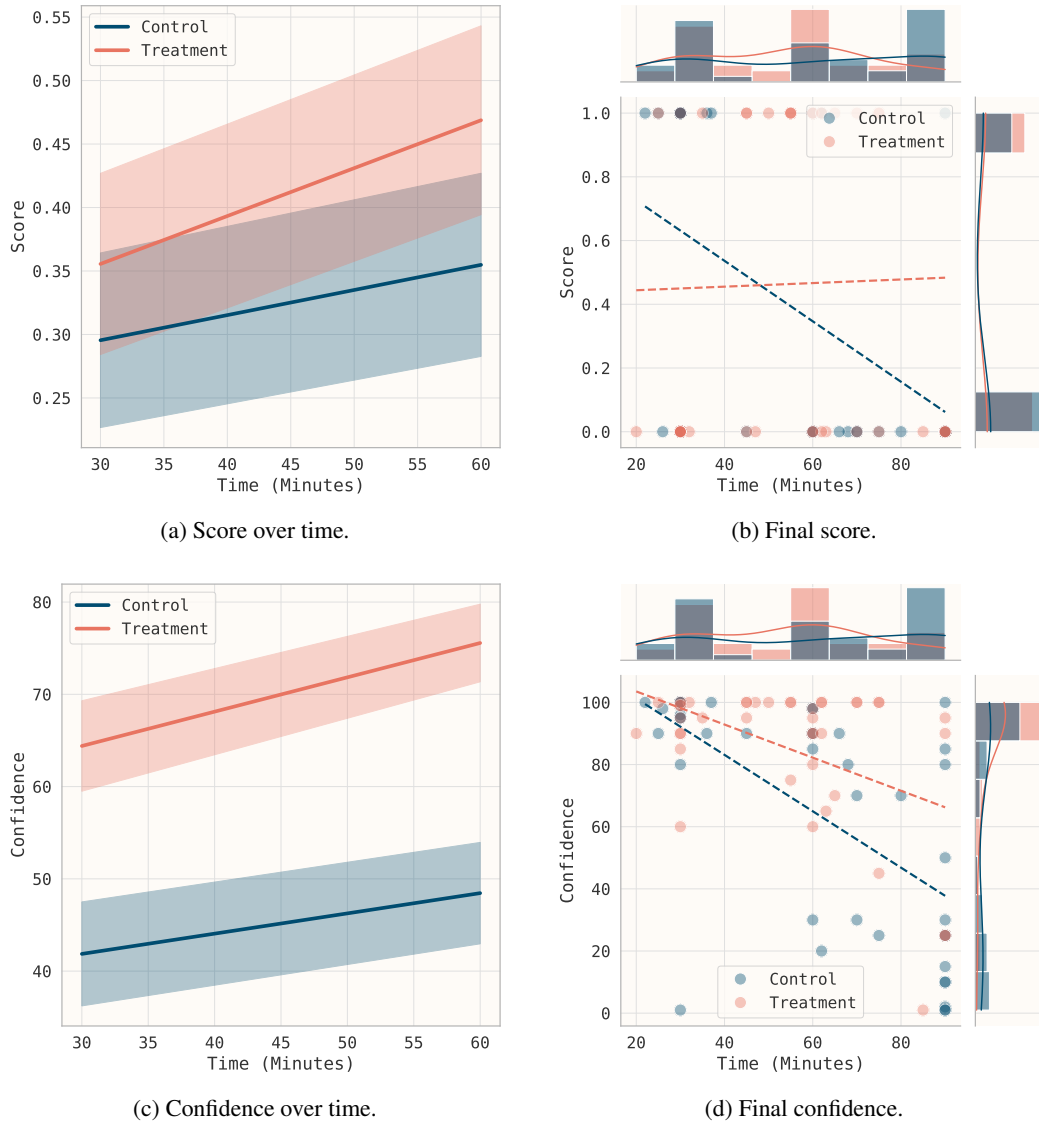 Control
Treatment
0.55
0.50
0.45
0.40
0.35
0.30
0.25
Score
30 35 40 45 50 55 60
Time (Minutes)
(a) Score over time.
Control
Treatment
1.0
0.8
0.6
0.4
0.2
0.0
Score
20 40 60 80
Time (Minutes)
(b) Final score.
Control
Treatment
80
70
60
50
40
Confidence
30 35 40 45 50 55 60
Time (Minutes)
(c) Confidence over time.
100
80
60
40
20
0
Confidence
Control
Treatment
20 40 60 80
Time (Minutes)
(d) Final confidence.